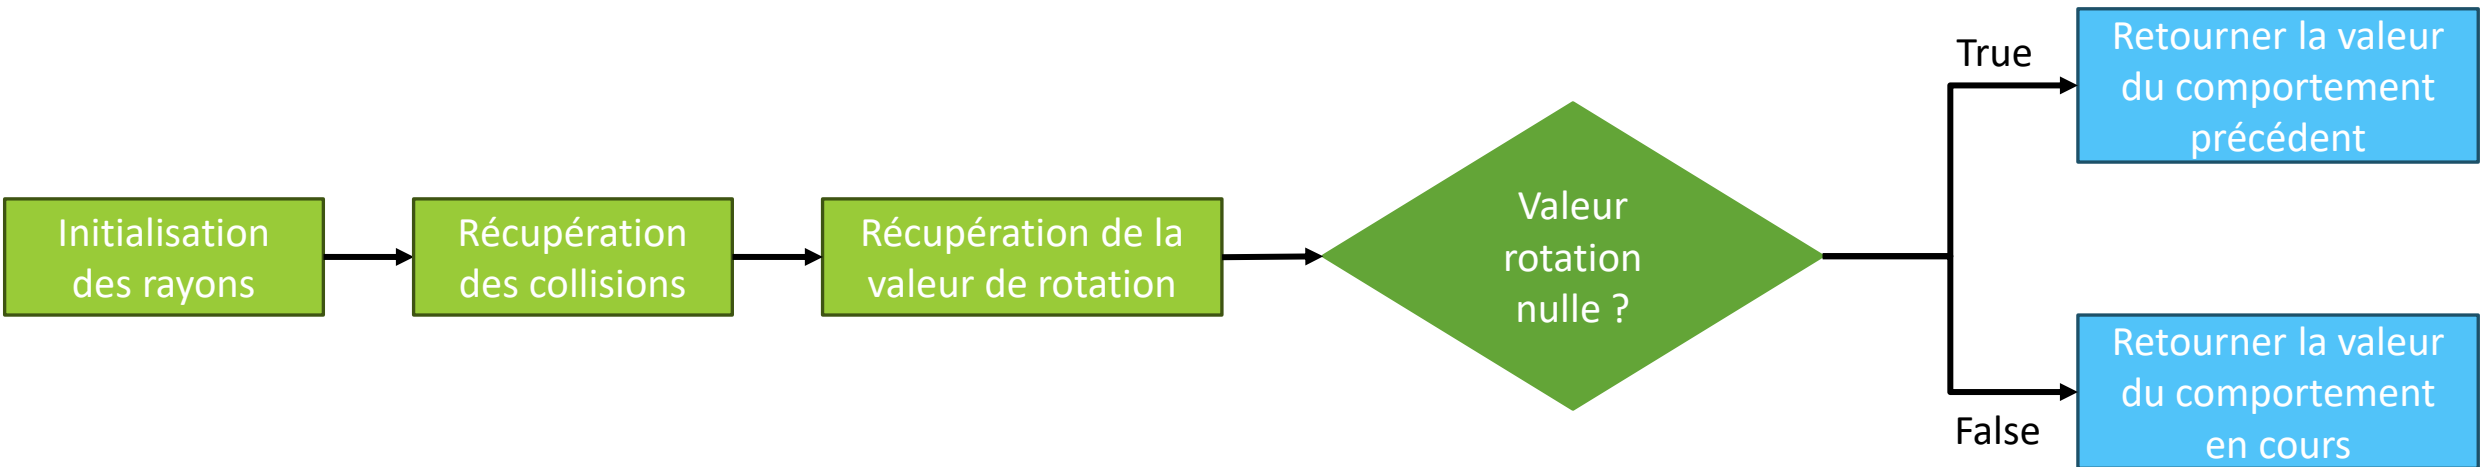 Initialisation
des rayons
Récupération
des collisions
Récupération de la
valeur de rotation
Valeur
rotation
nulle ?
True
Retourner la valeur
du comportement
précédent
False
Retourner la valeur
du comportement
en cours